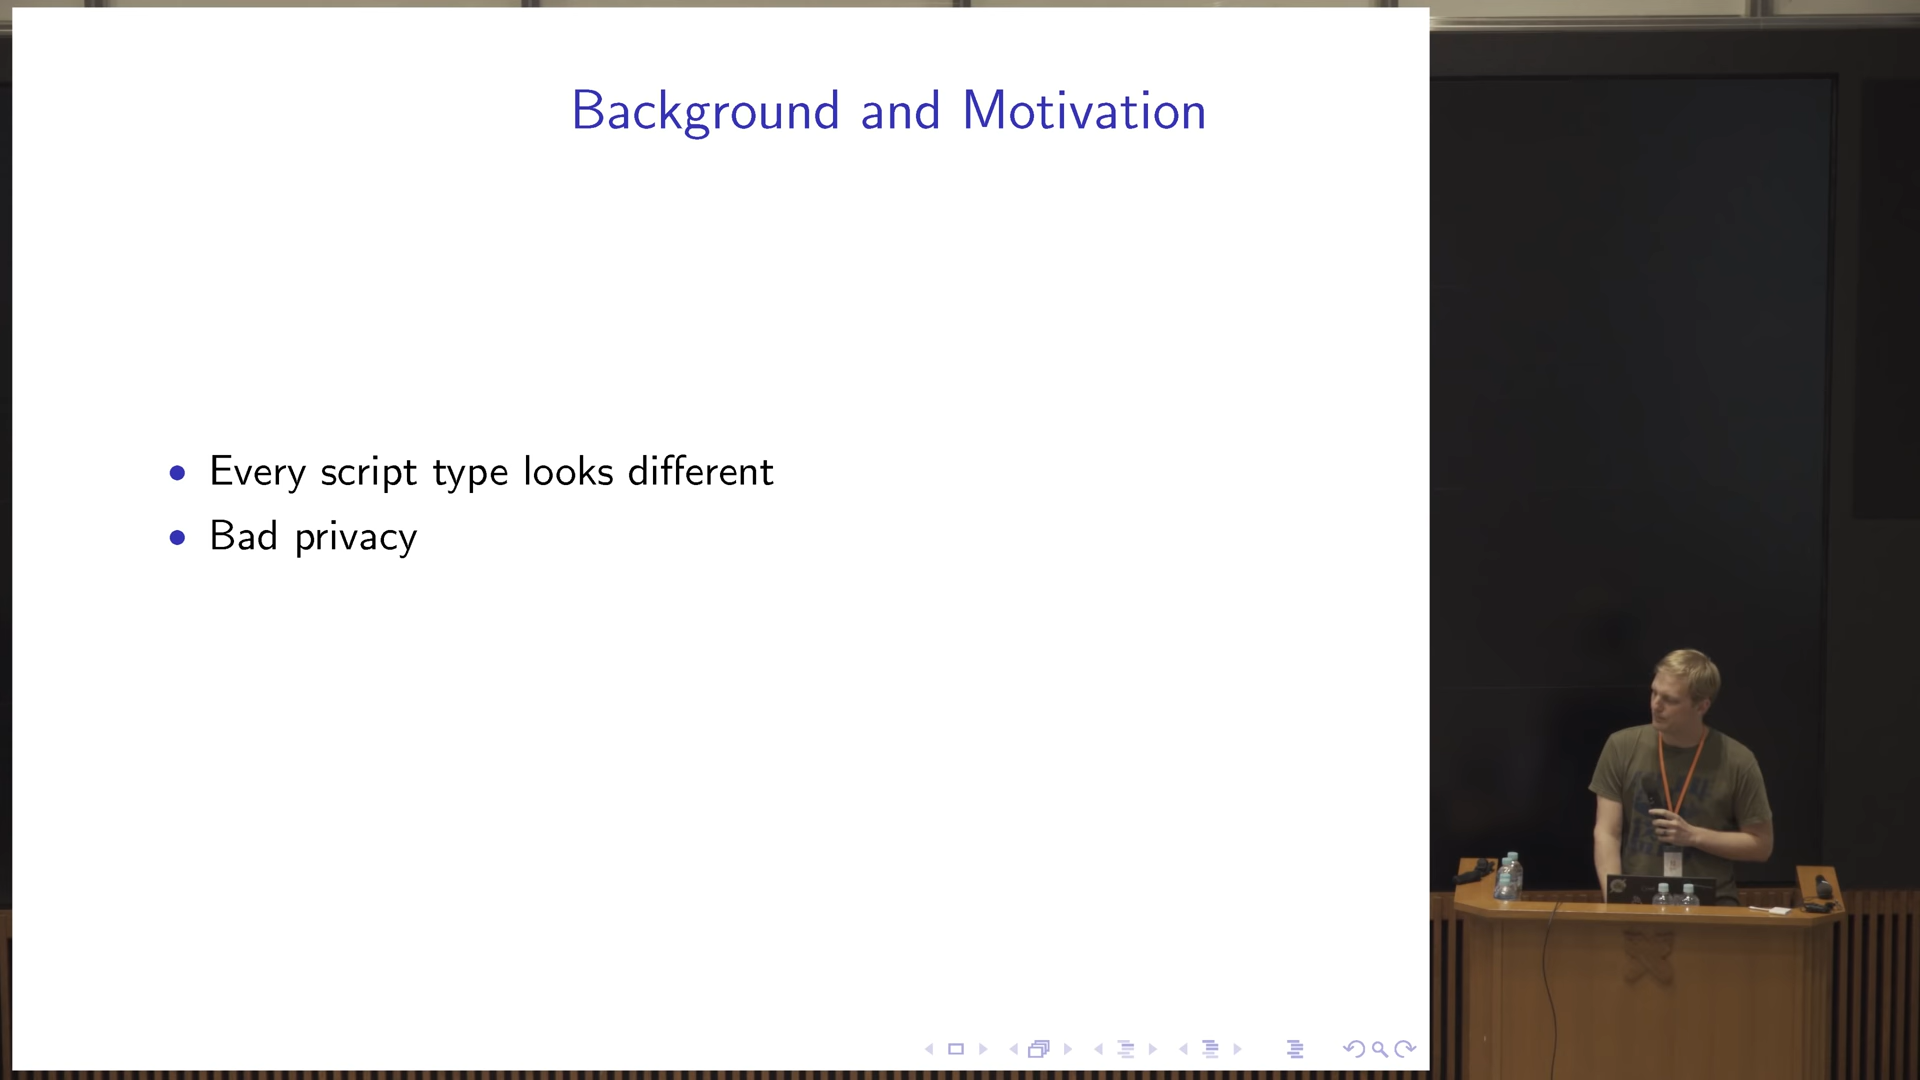 Background and Motivation
Every script type looks different
Bad privacy